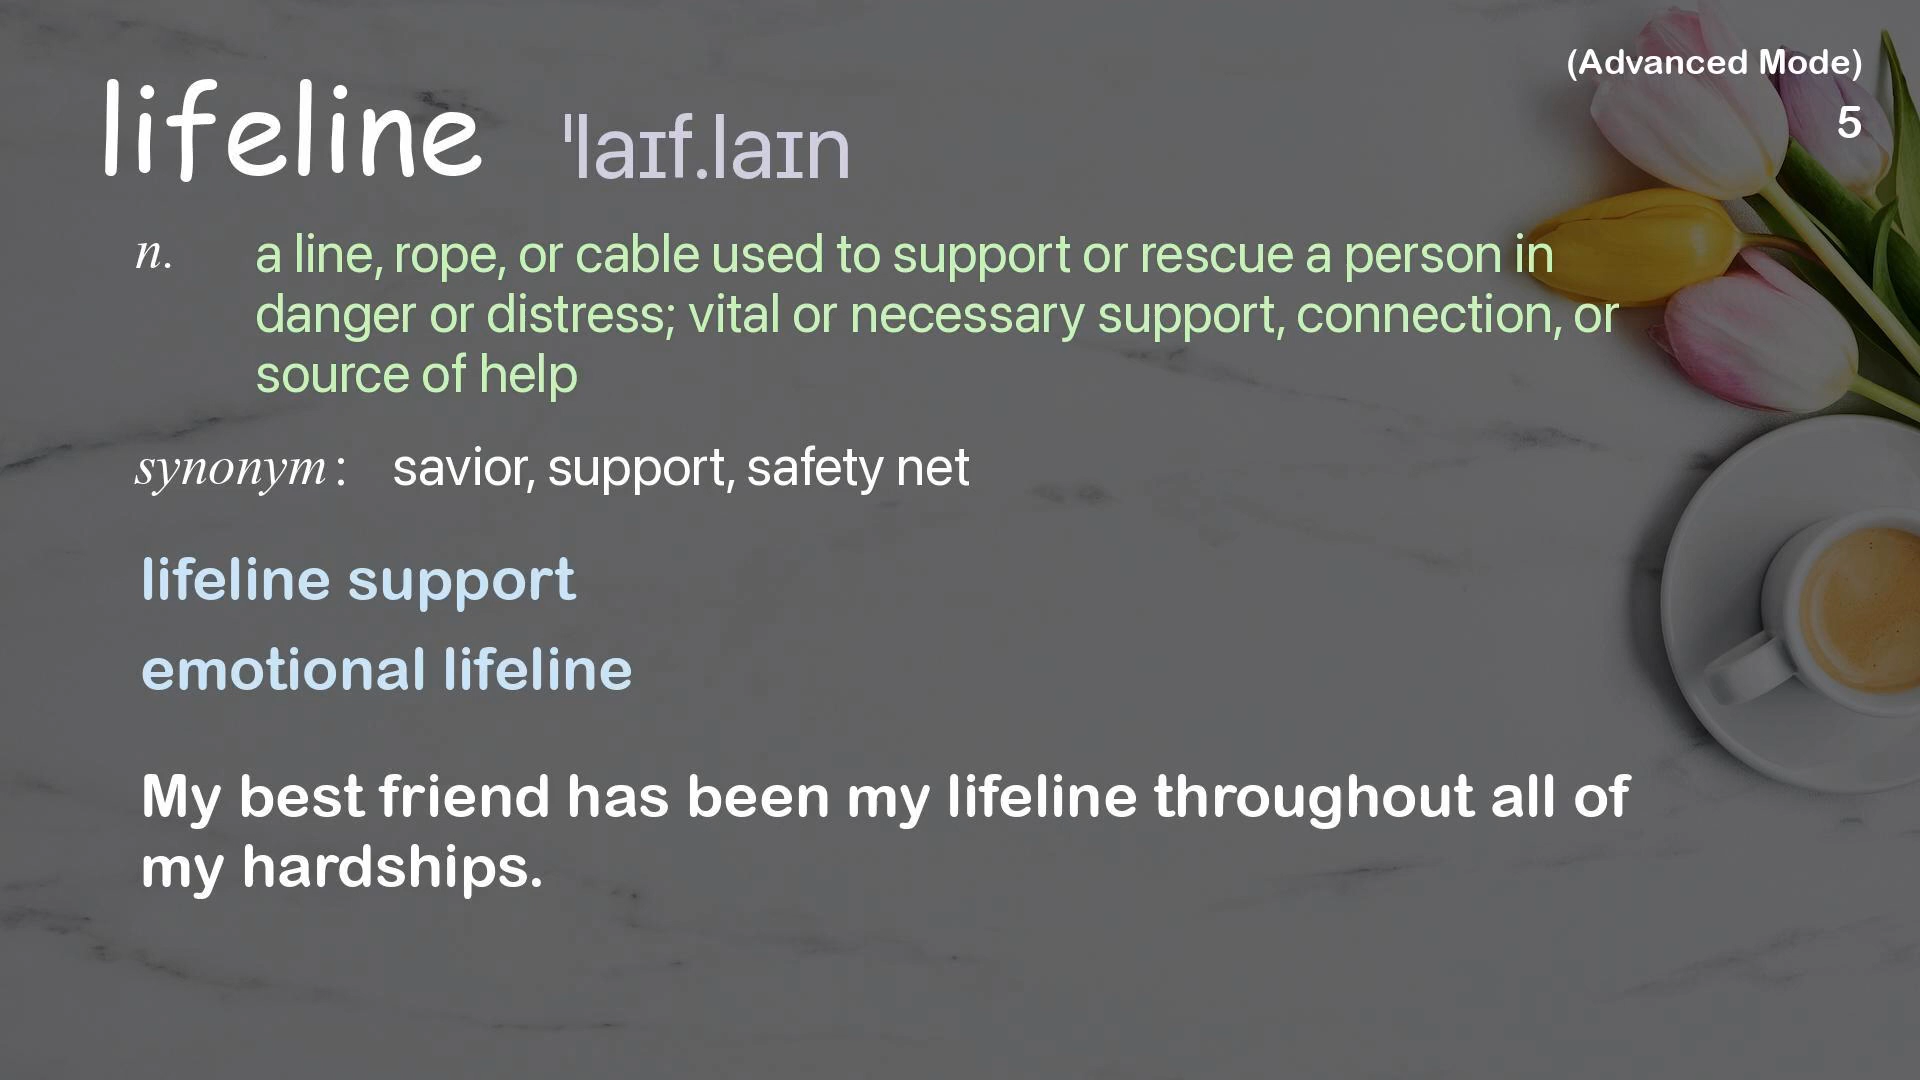 (Advanced Mode)
5
lifeline ˈlaɪf.laɪn
n. a line, rope, or cable used to support or rescue a person in
danger or distress; vital or necessary support, connection, or
source of help
synonym: savior, support, safety net
lifeline support
emotional lifeline
My best friend has been my lifeline throughout all of
my hardships.